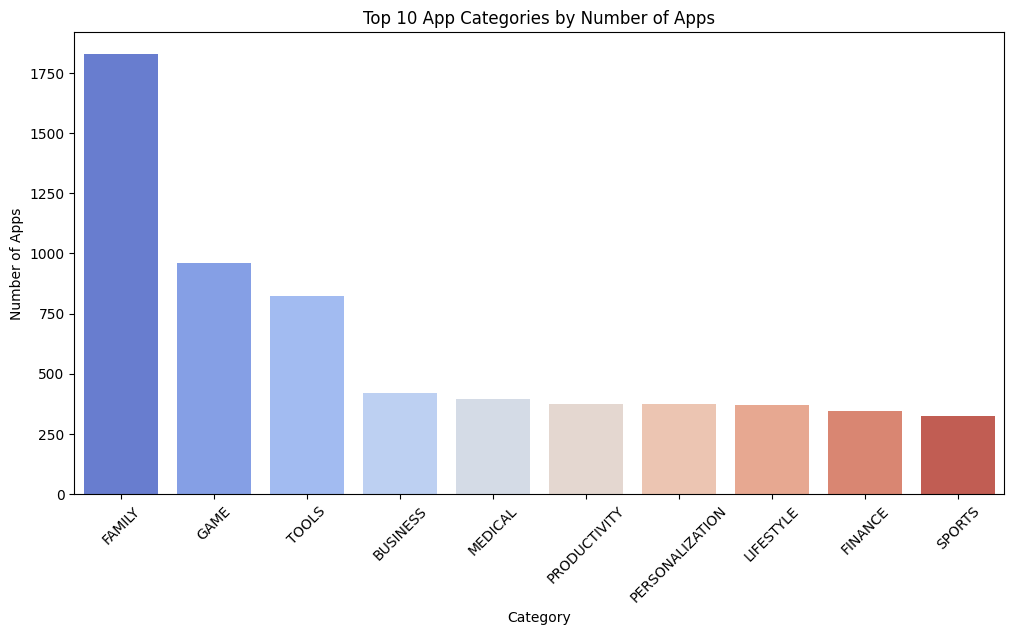 Top 10 App Categories by Number of Apps
Number of Apps
1750
1500
1250
1000
750
500
250
0
FAMILY
GAME
TOOLS
BUSINESS
MEDICAL
PRODUCTIVITY
PERSONALIZATION
LIFESTYLE
FINANCE
SPORTS
Category